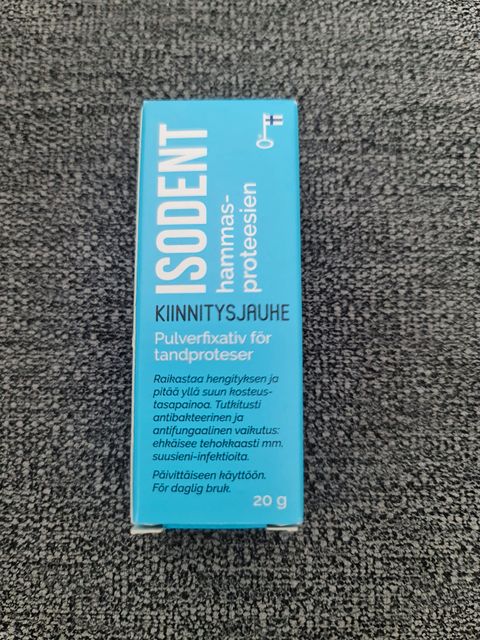 ISODENT
hammas-
proteesien
KIINNITYSJAUHE
Pulverfixativ för
tandproteser
Raikastaa hengityksen ja
pitää yllä suun kosteus-
tasapainoa. Tutkitusti
antibakteerinen ja
antifungaalinen vaikutus:
ehkäisee tehokkaasti mm.
suusieni-infektioita.
Päivittäiseen käyttöön.
För daglig bruk.
20 g